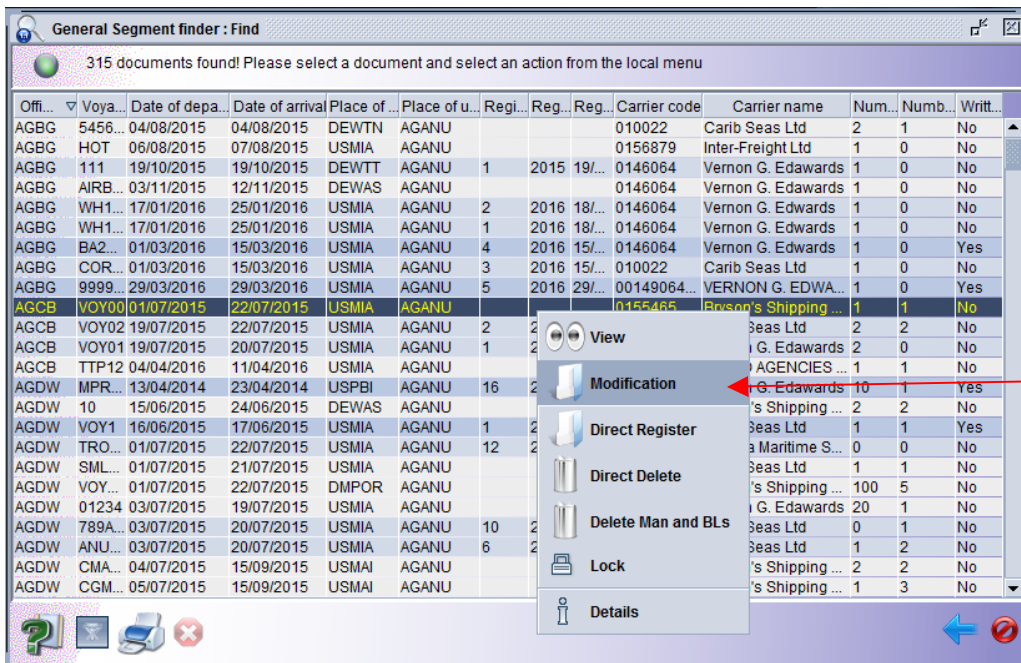 General Segment finder : Find
315 documents found! Please select a document and select an action from the local menu
Offi... Voya... Date of depa... Date of arrival Place of ... Place of u... Regi... Reg... Reg... Carrier code Carrier name Num... Numb... Writt...
AGBG 5456... 04/08/2015 04/08/2015 DEWTN AGANU 010022 Carib Seas Ltd 2 1 No
AGBG HOT 06/08/2015 07/08/2015 USMIA AGANU 0156879 Inter-Freight Ltd 1 0 No
AGBG 111 19/10/2015 19/10/2015 DEWTT AGANU 1 2015 19/... 0146064 Vernon G. Edawards 1 0 No
AGBG AIRB... 03/11/2015 12/11/2015 DEWAS AGANU 0146064 Vernon G. Edawards 1 0 No
AGBG WH1... 17/01/2016 25/01/2016 USMIA AGANU 2 2016 18/... 0146064 Vernon G. Edwards 1 0 No
AGBG WH1... 17/01/2016 25/01/2016 USMIA AGANU 1 2016 18/... 0146064 Vernon G. Edwards 1 0 No
AGBG BA2... 01/03/2016 15/03/2016 USMIA AGANU 4 2016 15/... 0146064 Vernon G. Edwards 1 0 Yes
AGBG COR... 01/03/2016 15/03/2016 USMIA AGANU 3 2016 15/... 010022 Carib Seas Ltd 1 0 No
AGBG 9999... 29/03/2016 29/03/2016 USMIA AGANU 5 2016 29/... 00149064... VERNON G. EDWA... 1 0 Yes
AGCB VOY00 01/07/2015 22/07/2015 USMIA AGANU 0155465 Bryson's Shipping ... 1 1 No
AGCB VOY02 19/07/2015 22/07/2015 USMIA AGANU 2 2 Seas Ltd 2 2 No
View
AGCB VOY01 19/07/2015 20/07/2015 USMIA AGANU 1 2 G. Edawards 2 0 No
AGCB TTP12 04/04/2016 11/04/2016 USMIA AGANU AGENCIES ... 1 1 No
Modification
AGDW MPR... 13/04/2014 23/04/2014 USPBI AGANU 16 2 G. Edawards 10 1 Yes
AGDW 10 15/06/2015 24/06/2015 DEWAS AGANU 's Shipping ... 2 2 No
Direct Register
AGDW VOY1 16/06/2015 17/06/2015 USMIA AGANU 1 2 Seas Ltd 1 1 Yes
AGDW TRO... 01/07/2015 22/07/2015 USMIA AGANU 12 2 a Maritime S... 0 0 No
Direct Delete
AGDW SML... 01/07/2015 21/07/2015 USMIA AGANU Seas Ltd 1 1 No
AGDW VOY... 01/07/2015 22/07/2015 DMPOR AGANU 's Shipping ... 100 5 No
AGDW 01234 03/07/2015 19/07/2015 USMIA AGANU G. Edawards 20 1 No
Delete Man and BLs
AGDW 789A... 03/07/2015 20/07/2015 USMIA AGANU 10 2 Seas Ltd 0 1 No
AGDW ANU... 03/07/2015 20/07/2015 USMIA AGANU 6 2 Seas Ltd 1 2 No
Lock
AGDW CMA... 04/07/2015 15/09/2015 USMAI AGANU 's Shipping ... 2 2 No
AGDW CGM... 05/07/2015 15/09/2015 USMAI AGANU 's Shipping ... 1 3 No
Details